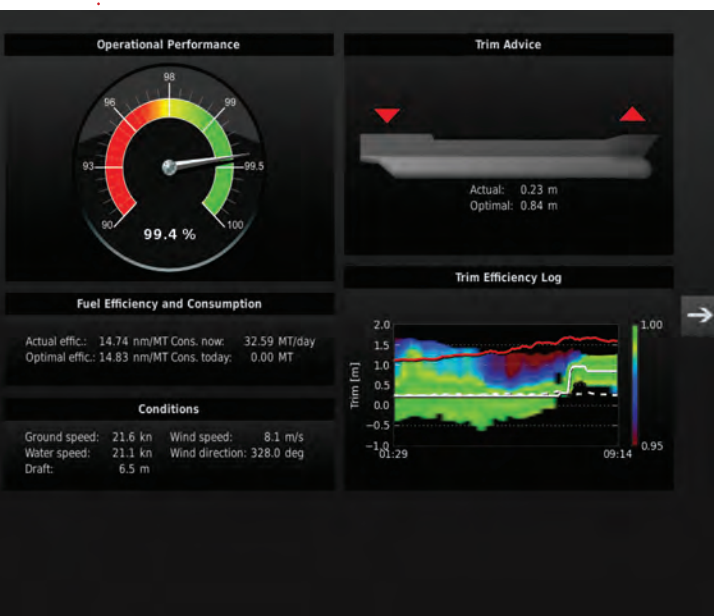 Operational Performance
98
96
99
93
99.5
90
100
99.4 %
Trim Advice
Actual: 0.23 m
Optimal: 0.84 m
Fuel Efficiency and Consumption
Actual effic.: 14.74 nm/MT Cons. now: 32.59 MT/day
Optimal effic.: 14.83 nm/MT Cons. today: 0.00 MT
Conditions
Ground speed: 21.6 kn Wind speed: 8.1 m/s
Water speed: 21.1 kn Wind direction: 328.0 deg
Draft: 6.5 m
Trim Efficiency Log
2.0
1.5
1.0
0.5
0.0
−0.5
−1.0
Trim [m]
01:29
09:14
1.00
0.95